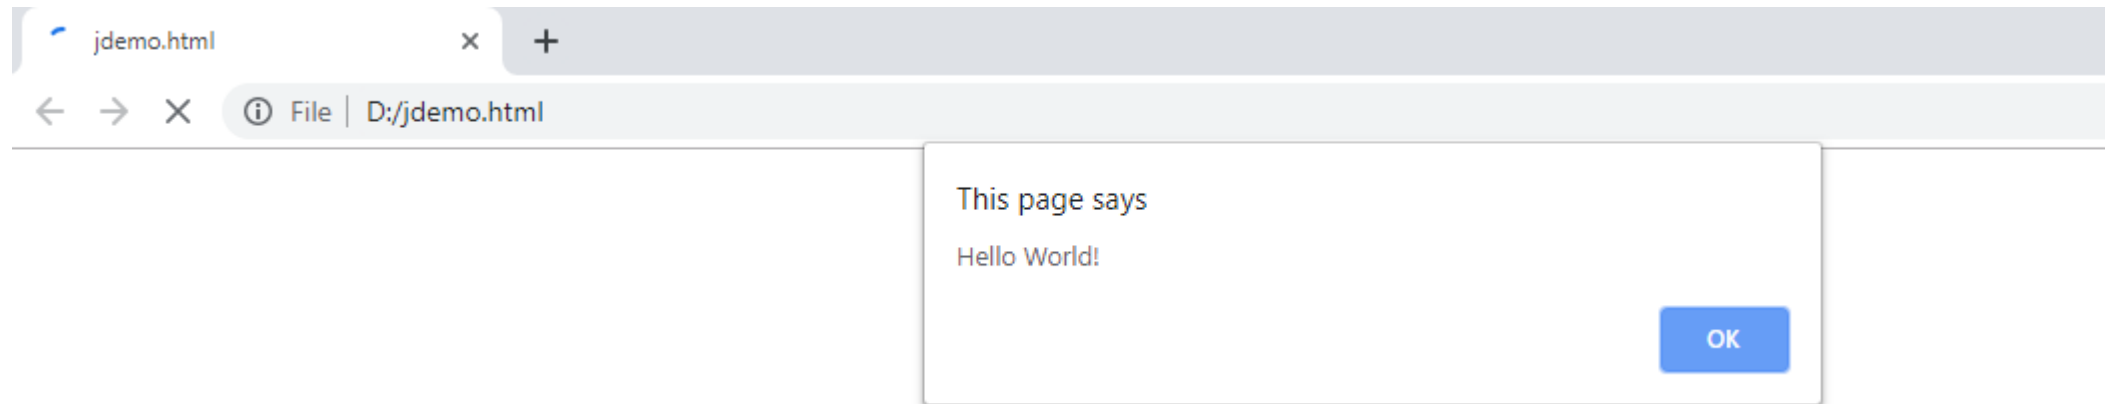 jdemo.html
File | D:/jdemo.html
This page says
Hello World!
OK